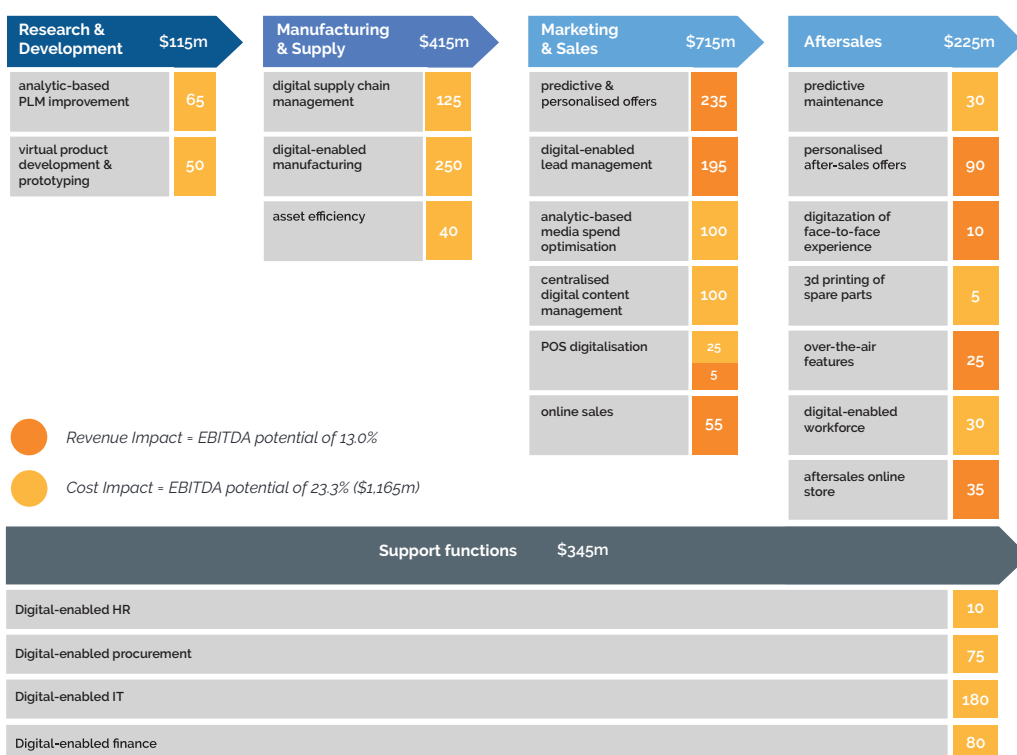 Research &
Development $115m
analytic-based
PLM improvement 65
virtual product
development &
prototyping 50
Manufacturing
& Supply $415m
digital supply chain
management 125
digital-enabled
manufacturing 250
asset efficiency 40
Marketing
& Sales $715m
predictive &
personalised offers 235
digital-enabled
lead management 195
analytic-based
media spend
optimisation 100
centralised
digital content
management 100
POS digitalisation 25
5
online sales 55
Aftersales $225m
predictive
maintenance 30
personalised
after-sales offers 90
digitazation of
face-to-face
experience 10
3d printing of
spare parts 5
over-the-air
features 25
digital-enabled
workforce 30
aftersales online
store 35
Revenue Impact = EBITDA potential of 13.0%
Cost Impact = EBITDA potential of 23.3% ($1,165m)
Support functions $345m
Digital-enabled HR 10
Digital-enabled procurement 75
Digital-enabled IT 180
Digital-enabled finance 80